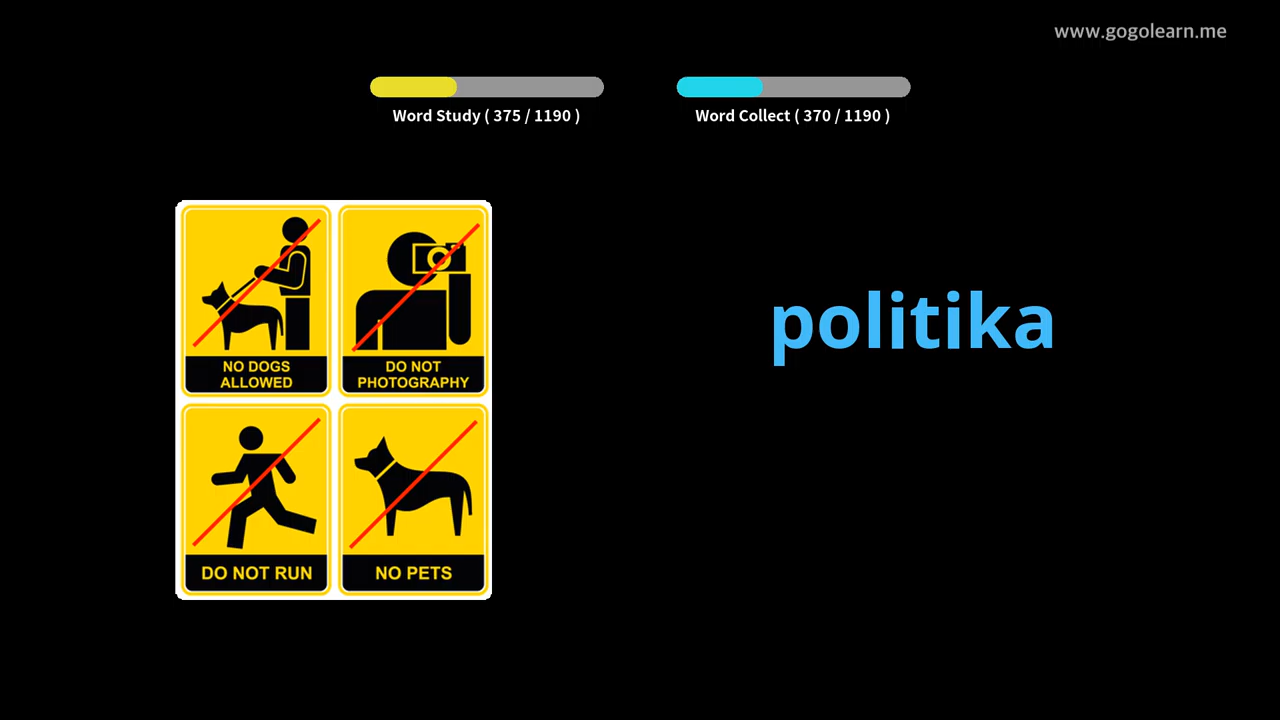 www.gogolearn.me
Word Study ( 375 / 1190 )
Word Collect ( 370 / 1190 )
NO DOGS
ALLOWED
DO NOT
PHOTOGRAPHY
politika
DO NOT RUN
NO PETS